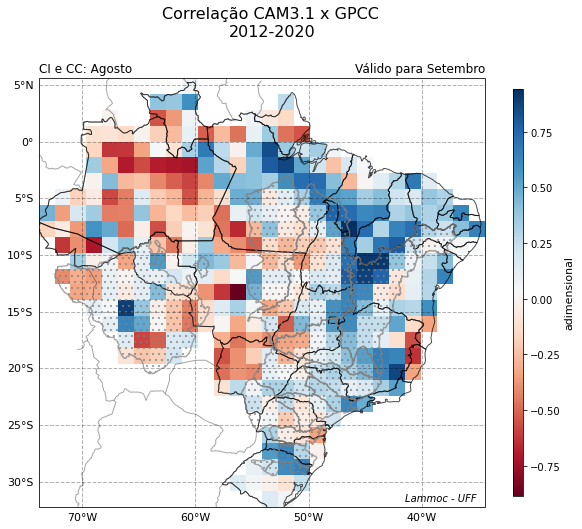 Correlação CAM3.1 x GPCC
2012-2020
CI e CC: Agosto
Válido para Setembro
5°N
0°
5°S
10°S
15°S
20°S
25°S
30°S
70°W
60°W
50°W
40°W
Lammoc - UFF
0.75
0.50
0.25
0.00
−0.25
−0.50
−0.75
adimensional